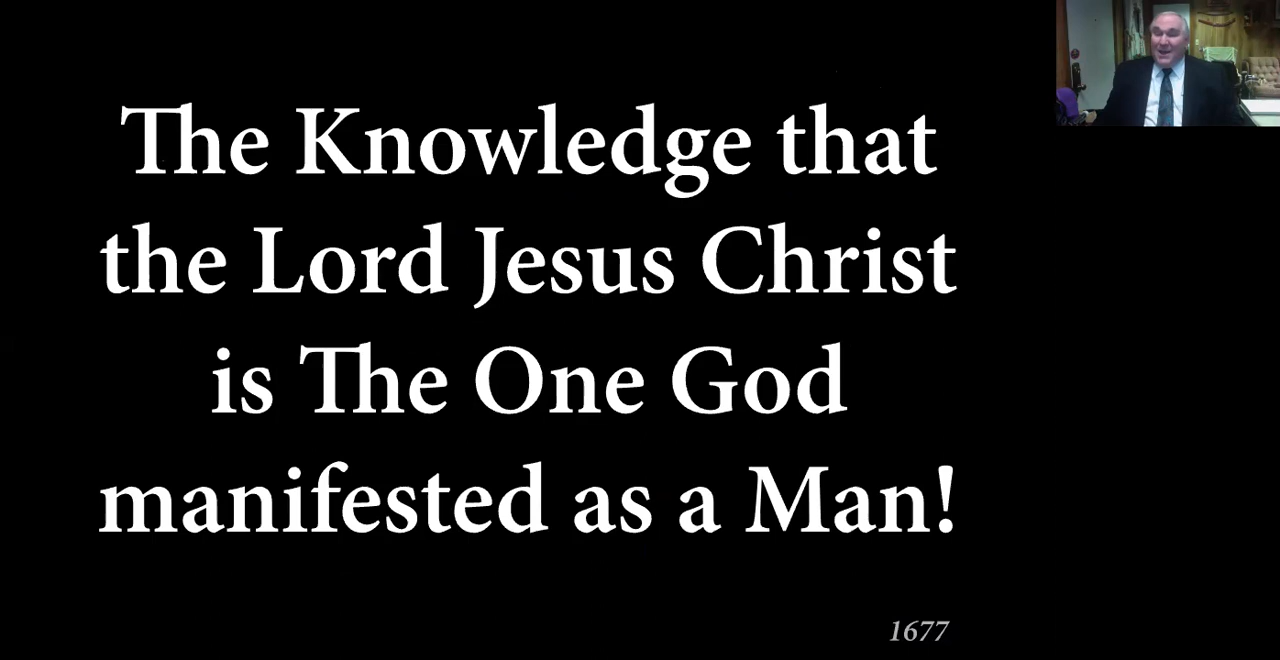 The Knowledge that
the Lord Jesus Christ
is The One God
manifested as a Man!
1677